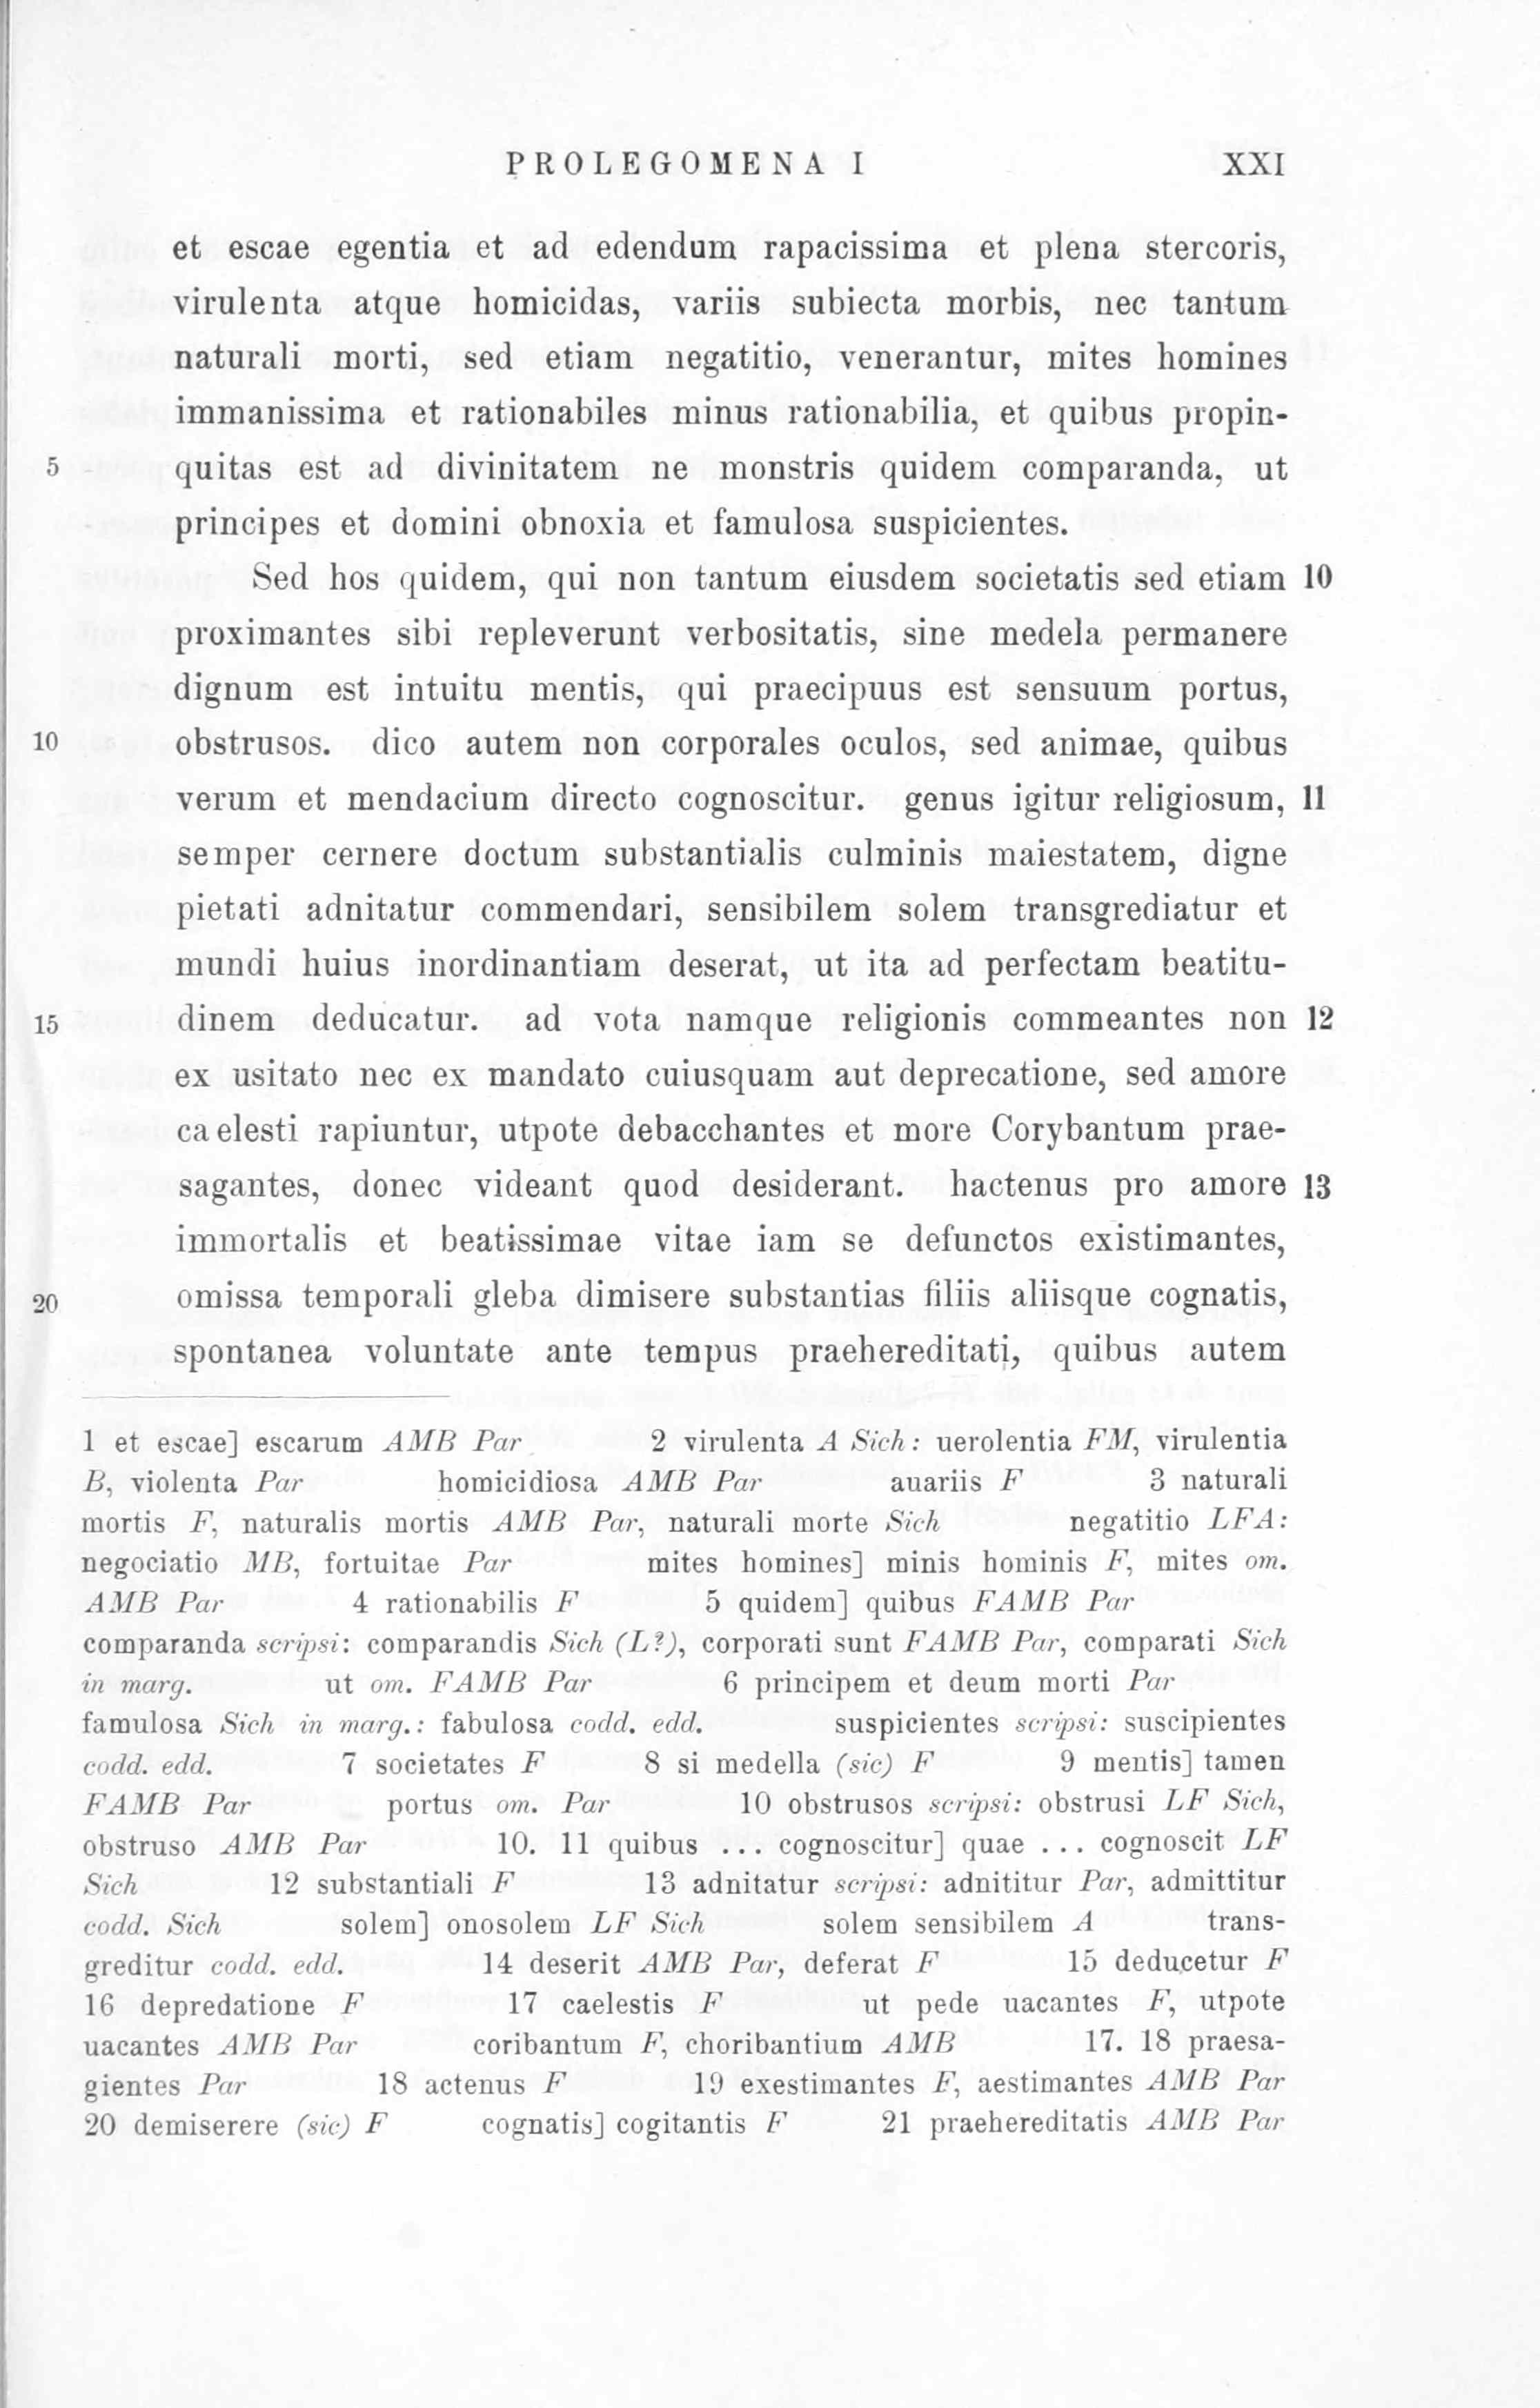 PROLEGOMENA I XXI
et escae egentia et ad edendum rapacissima et plena stercoris,
virulenta atque homicidas, variis subiecta morbis, nec tantum
naturali morti, sed etiam negatitio, venerantur, mites homines
immanissima et rationabiles minus rationabilia, et quibus propin-
5 quitas est ad divinitatem ne monstris quidem comparanda, ut
principes et domini obnoxia et famulosa suspicientes.
Sed hos quidem, qui non tantum eiusdem societatis sed etiam 10
proximantes sibi repleverunt verbositatis, sine medela permanere
dignum est intuitu mentis, qui praecipuus est sensuum portus,
10 obstrusos. dico autem non corporales oculos, sed animae, quibus
verum et mendacium directo cognoscitur. genus igitur religiosum, 11
semper cernere doctum substantialis culminis maiestatem, digne
pietati adnitatur commendari, sensibilem solem transgrediatur et
mundi huius inordinantiam deserat, ut ita ad perfectam beatitu-
15 dinem deducatur. ad vota namque religionis commeantes non 12
ex usitato nec ex mandato cuiusquam aut deprecatione, sed amore
caelesti rapiuntur, utpote debacchantes et more Corybantum prae-
sagantes, donec videant quod desiderant. hactenus pro amore 13
immortalis et beatissimae vitae iam se defunctos existimantes,
20 omissa temporali gleba dimisere substantias filiis aliisque cognatis,
spontanea voluntate ante tempus praehereditati, quibus autem
1 et escae] escarum AMB Par 2 virulenta A Sich: uerolentia FM, virulentia
B, violenta Par homicidiosa AMB Par auariis F 3 naturali
mortis F, naturalis mortis AMB Par, naturali morte Sich negatitio LFA:
negociatio MB, fortuitae Par mites homines] minis hominis F, mites om.
AMB Par 4 rationabilis F 5 quidem] quibus FAMB Par
comparanda scripsi: comparandis Sich (L?), corporati sunt FAMB Par, comparati Sich
in marg. ut om. FAMB Par 6 principem et deum morti Par
famulosa Sich in marg.: fabulosa codd. edd. suspicientes scripsi: suscipientes
codd. edd. 7 societates F 8 si medella (sic) F 9 mentis] tamen
FAMB Par portus om. Par 10 obstrusos scripsi: obstrusi LF Sich,
obstruso AMB Par 10. 11 quibus ... cognoscitur] quae ... cognoscit LF
Sich 12 substantiali F 13 adnitatur scripsi: adnititur Par, admittitur
codd. Sich solem] onosolem LF Sich solem sensibilem A trans-
greditur codd. edd. 14 deserit AMB Par, deferat F 15 deducetur F
16 depredatione F 17 caelestis F ut pede uacantes F, utpote
uacantes AMB Par coribantum F, choribantium AMB 17. 18 praesa-
gientes Par 18 actenus F 19 exestimantes F, aestimantes AMB Par
20 demiserere (sic) F cognatis] cogitantis F 21 praehereditatis AMB Par